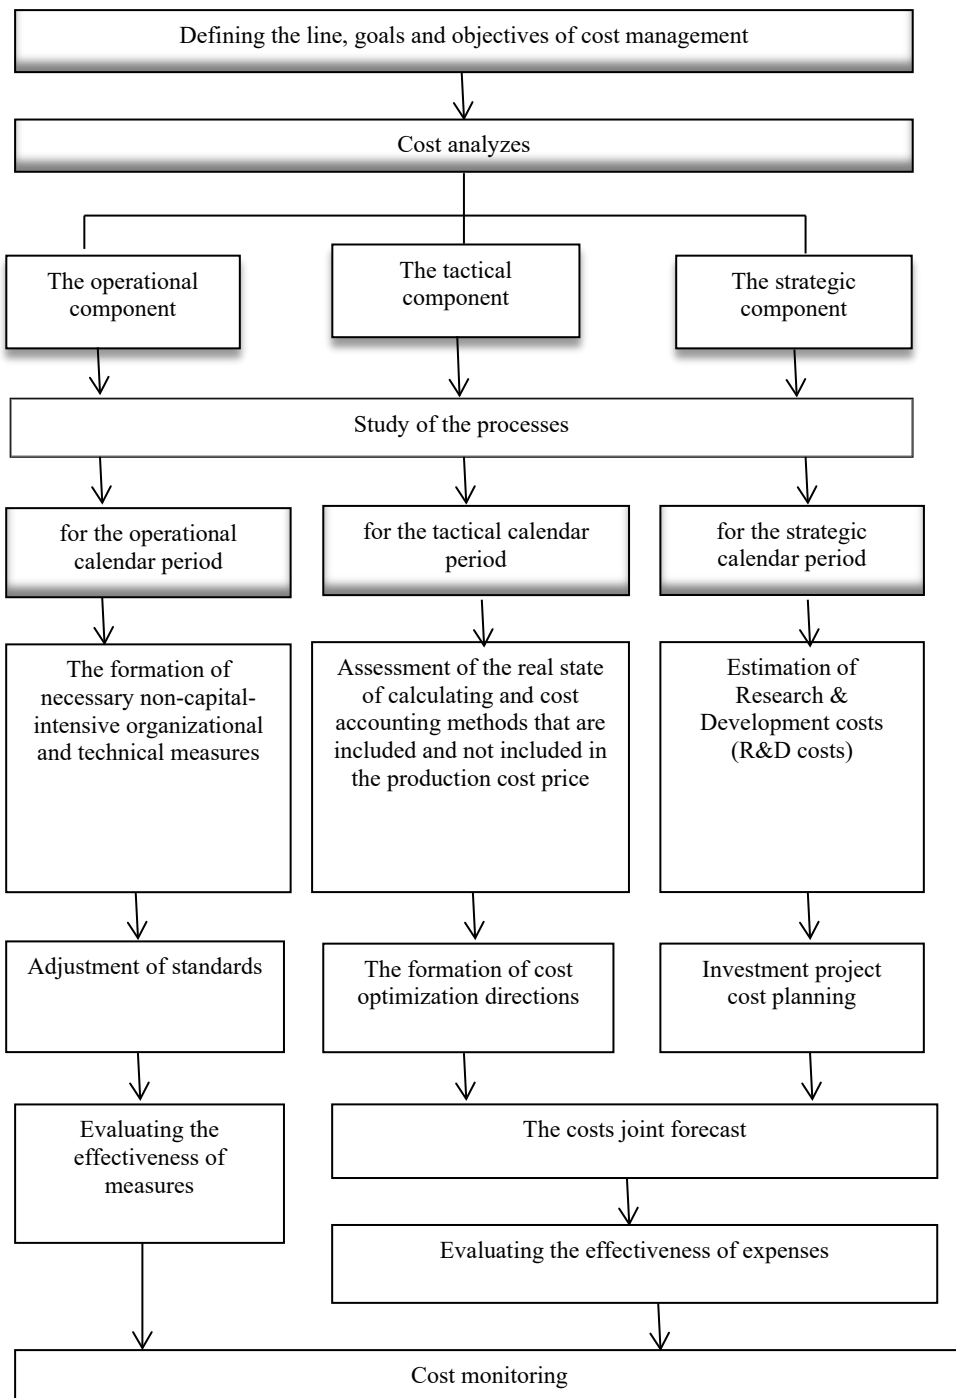 Defining the line, goals and objectives of cost management
Cost analyzes
The operational
component
The tactical
component
The strategic
component
Study of the processes
for the operational
calendar period
for the tactical calendar
period
for the strategic
calendar period
The formation of
necessary non-capital-
intensive organizational
and technical measures
Assessment of the real state
of calculating and cost
accounting methods that are
included and not included in
the production cost price
Estimation of
Research &
Development costs
(R&D costs)
Adjustment of standards
The formation of cost
optimization directions
Investment project
cost planning
Evaluating the
effectiveness of
measures
The costs joint forecast
Evaluating the effectiveness of expenses
Cost monitoring